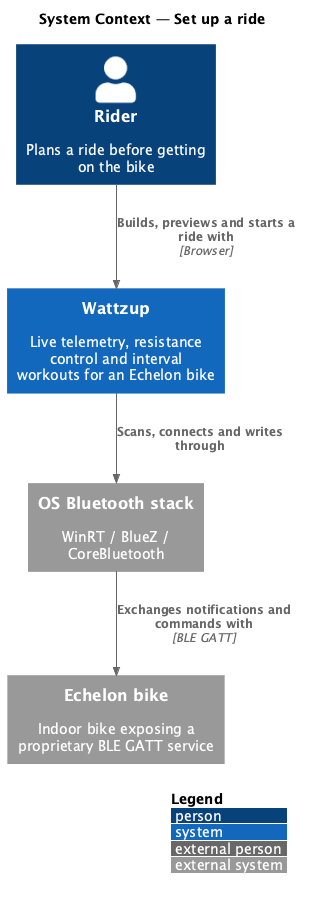 System Context — Set up a ride
Rider
Plans a ride before getting
on the bike
Builds, previews and starts a
ride with
[Browser]
Wattzup
Live telemetry, resistance
control and interval
workouts for an Echelon bike
Scans, connects and writes
through
OS Bluetooth stack
WinRT / BlueZ /
CoreBluetooth
Exchanges notifications and
commands with
[BLE GATT]
Echelon bike
Indoor bike exposing a
proprietary BLE GATT service
Legend
person
system
external person
external system